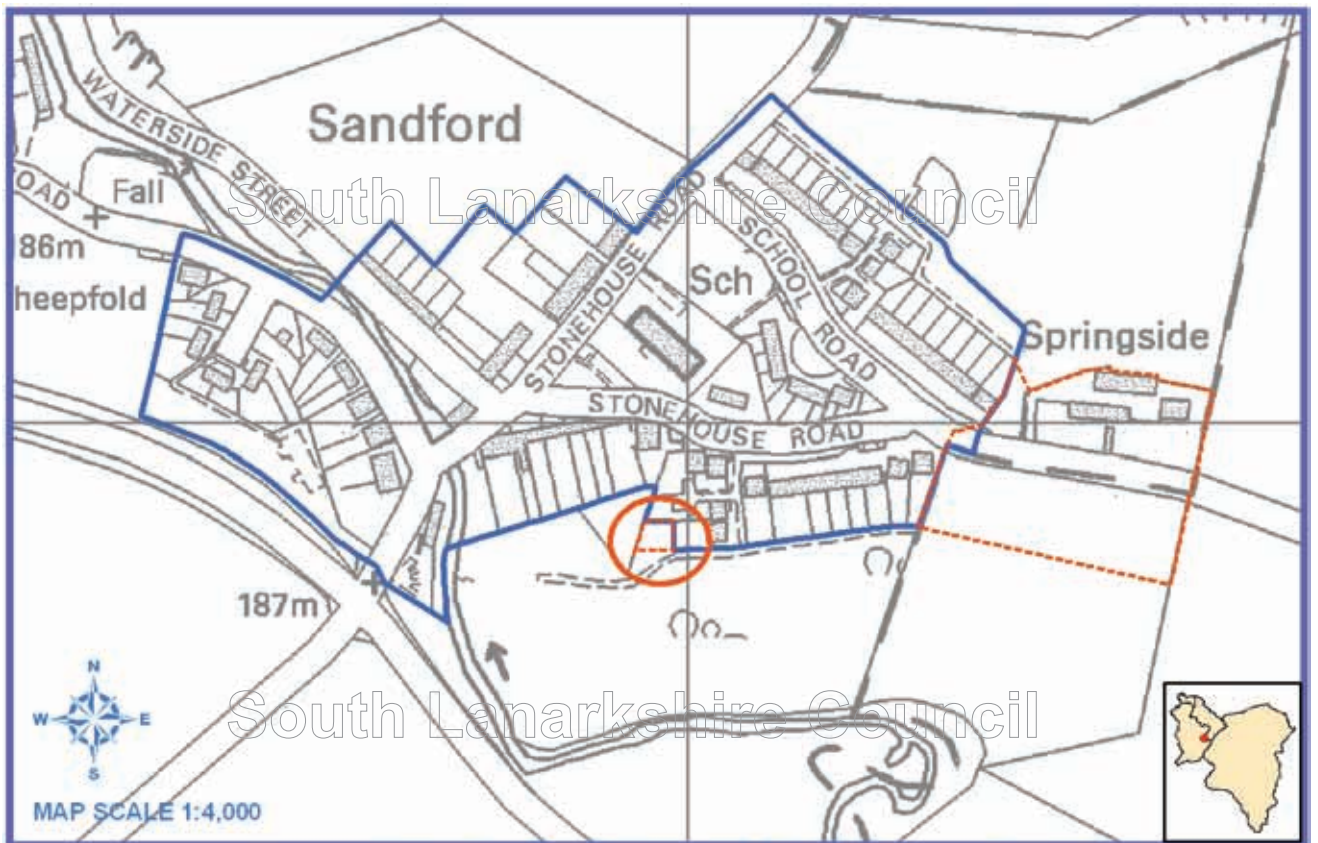 WATERSIDE STREET
Sandford
South Lanarkshire Council
OAD
Fall
86m
heepfold
STONEHOUSE ROAD
Sch
SCHOOL ROAD
Springside
STONEHOUSE ROAD
187m
N
W E
S
South Lanarkshire Council
MAP SCALE 1:4,000